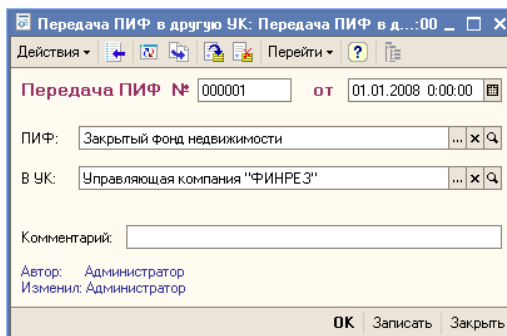 Передача ПИФ в другую УК: Передача ПИФ в д...:00
Действия Перейти ?
Передача ПИФ № 000001 от 01.01.2008 0:00:00
ПИФ: Закрытый фонд недвижимости ...
В УК: Управляющая компания "ФИНРЕЗ" ...
Комментарий:
Автор: Администратор
Изменил: Администратор
OK Записать Закрыть